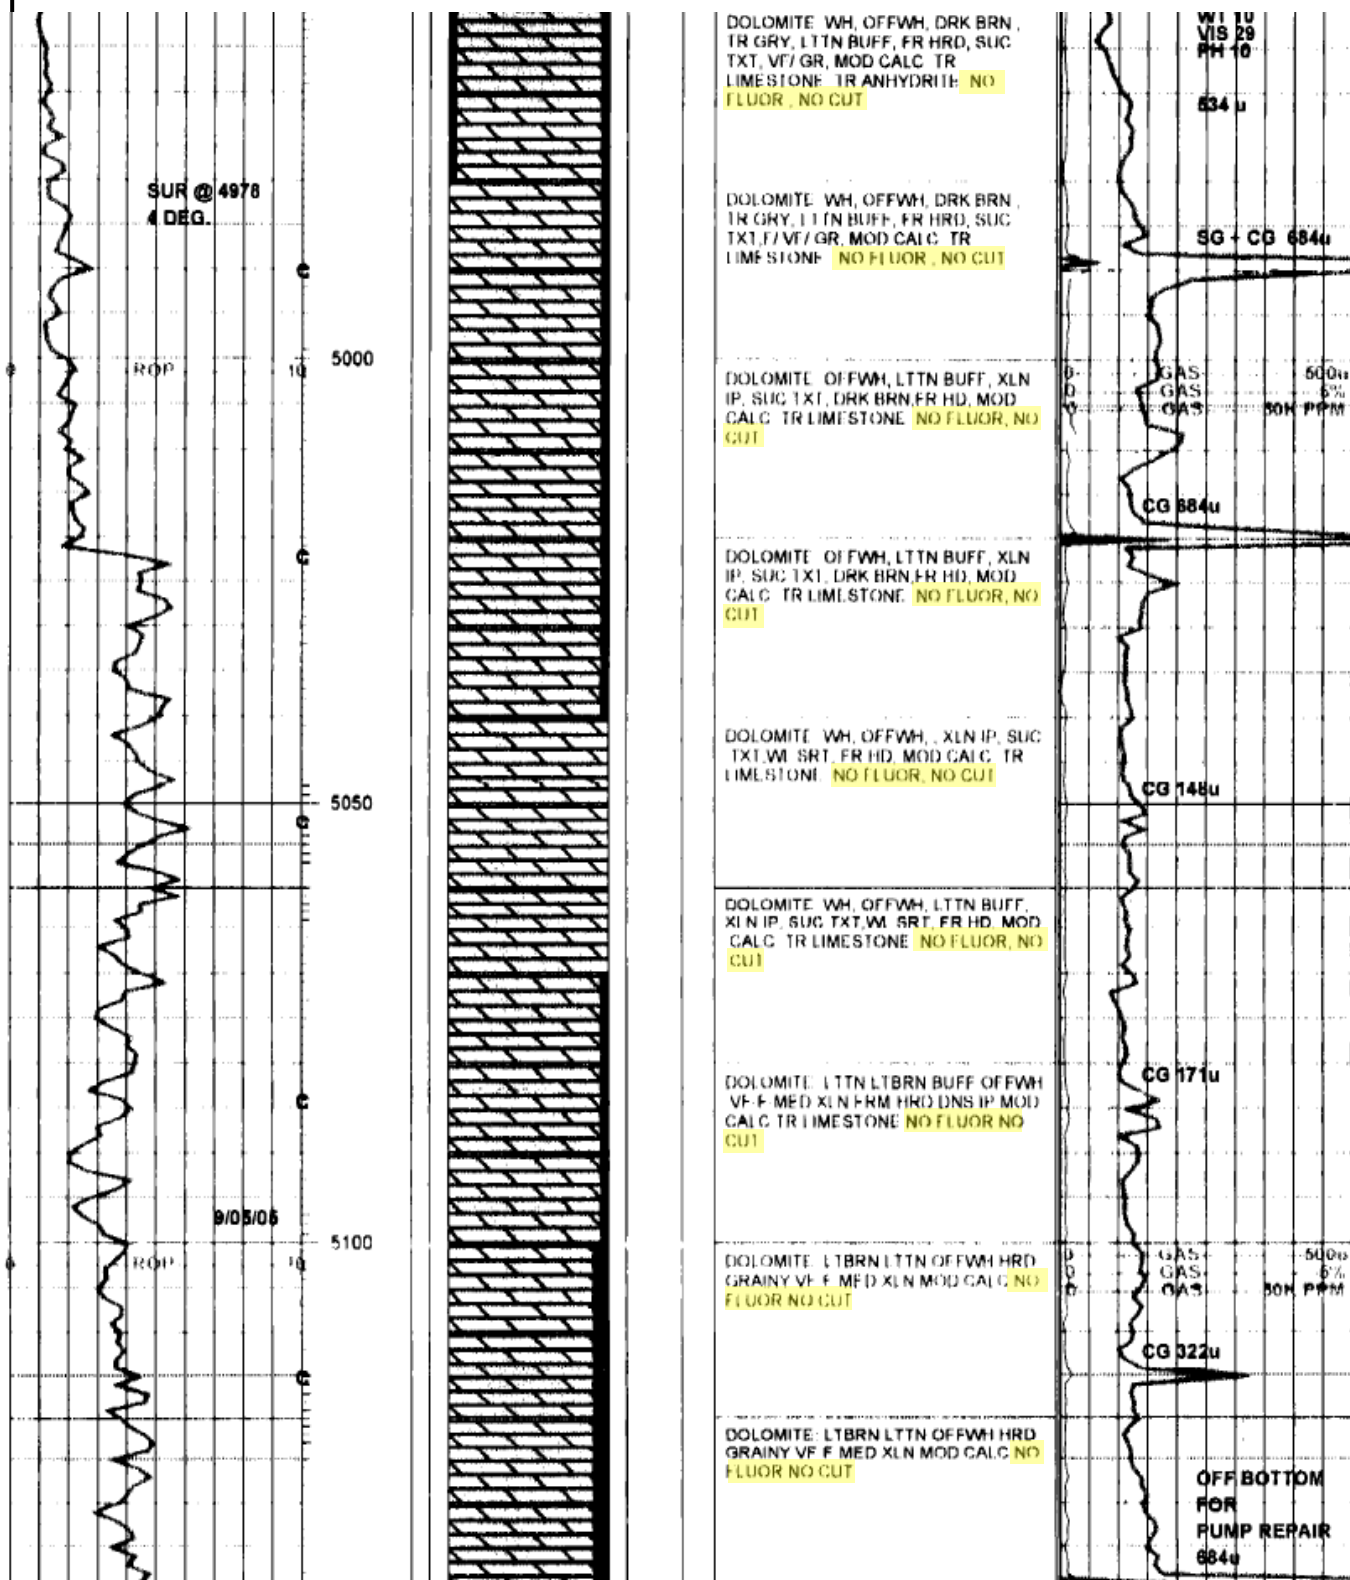 DOLOMITE WH, OFFWH, DRK BRN,
TR GRY, LTTN BUFF, FR HRD, SUC
TXT, VF/ GR, MOD CALC TR
LIMESTONE TR ANHYDRITE NO
FLUOR , NO CUT
WT 10
VIS 29
PH 10
534 u
SUR @ 4978
4 DEG.
DOLOMITE WH, OFFWH, DRK BRN,
TR GRY, LTTN BUFF, FR HRD, SUC
TXT,F/ VF/ GR, MOD CALC TR
LIMESTONE NO FLUOR , NO CUT
SG + CG 684u
5000
0 ROP 10
DOLOMITE OFFWH, LTTN BUFF, XLN
IP, SUC TXT, DRK BRN,FR HD, MOD
CALC TR LIMESTONE NO FLUOR, NO
CUT
0 GAS 500u
0 GAS 5%
0 GAS 50K PPM
CG 684u
DOLOMITE OFFWH, LTTN BUFF, XLN
IP, SUC TXT, DRK BRN,FR HD, MOD
CALC TR LIMESTONE NO FLUOR, NO
CUT
DOLOMITE WH, OFFWH, , XLN IP, SUC
TXT,WL SRT, FR HD, MOD CALC TR
LIMESTONE NO FLUOR, NO CUT
CG 148u
5050
DOLOMITE WH, OFFWH, LTTN BUFF,
XLN IP, SUC TXT,WL SRT, FR HD, MOD
CALC TR LIMESTONE NO FLUOR, NO
CUT
DOLOMITE LTTN LTBRN BUFF OFFWH
VF-F MED XLN FRM HRD DNS IP MOD
CALC TR LIMESTONE NO FLUOR NO
CUT
CG 171u
9/05/05
5100
0 ROP 10
DOLOMITE: LTBRN LTTN OFFWH HRD
GRAINY VF F MED XLN MOD CALC NO
FLUOR NO CUT
0 GAS 500u
0 GAS 5%
0 GAS 50K PPM
CG 322u
DOLOMITE: LTBRN LTTN OFFWH HRD
GRAINY VF F MED XLN MOD CALC NO
FLUOR NO CUT
OFF BOTTOM
FOR
PUMP REPAIR
684u